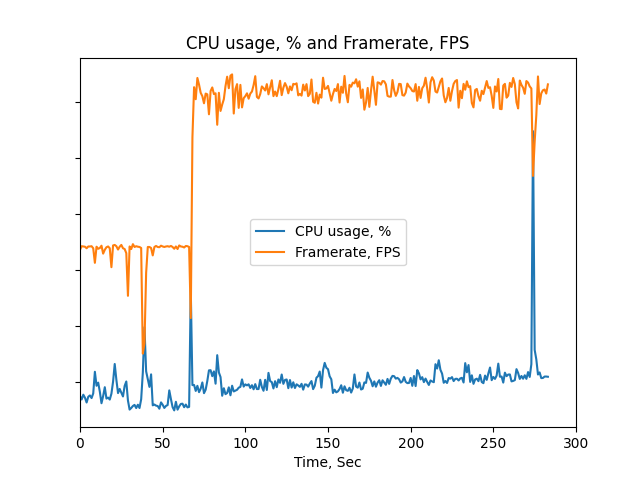 CPU usage, % and Framerate, FPS
CPU usage, %
Framerate, FPS
0 50 100 150 200 250 300
Time, Sec